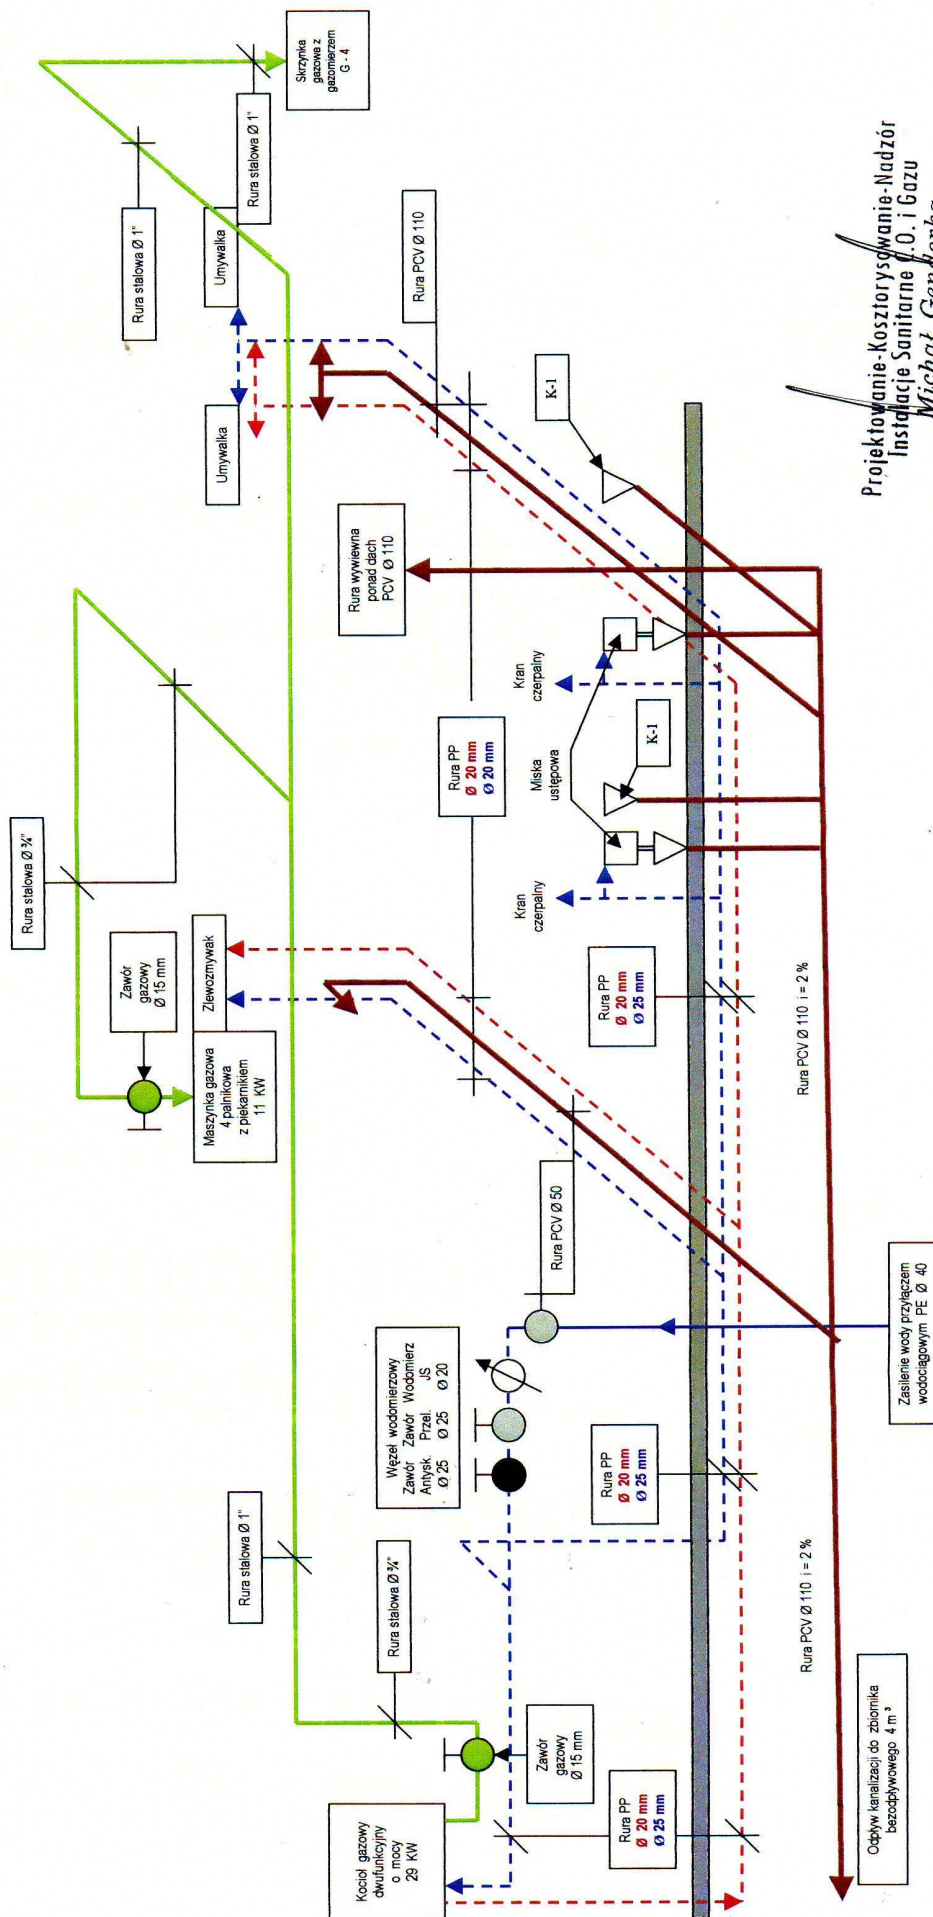 Skrzynka
gazowa z
gazomierzem
G - 4
Rura stalowa Ø 1"
Rura stalowa Ø 1"
Umywalka
Umywalka
Rura PCV Ø 110
K-1
Rura wywiewna
ponad dach
PCV Ø 110
Rura stalowa Ø ¾"
Zawór
gazowy
Ø 15 mm
Zlewozmywak
Maszynka gazowa
4 palnikowa
z piekarnikiem
11 KW
Rura PP
Ø 20 mm
Ø 20 mm
Kran
czerpalny
Miska
ustępowa
K-1
Kran
czerpalny
Rura PP
Ø 20 mm
Ø 25 mm
Rura PCV Ø 110 i = 2 %
Rura PCV Ø 50
Węzeł wodomierzowy
Zawór Zawór Wodomierz
Antysk. Przel. JS
Ø 25 Ø 25 Ø 20
Zasilenie wody przyłączem
wodociągowym PE Ø 40
Rura PP
Ø 20 mm
Ø 25 mm
Rura stalowa Ø 1"
Rura stalowa Ø ¾"
Rura PCV Ø 110 i = 2 %
Zawór
gazowy
Ø 15 mm
Kocioł gazowy
dwufunkcyjny
o mocy
29 KW
Rura PP
Ø 20 mm
Ø 25 mm
Odpływ kanalizacji do zbiornika
bezodpływowego 4 m³
Projektowanie-Kosztorysowanie-Nadzór
Instalacje Sanitarne C.O. i Gazu
Michał